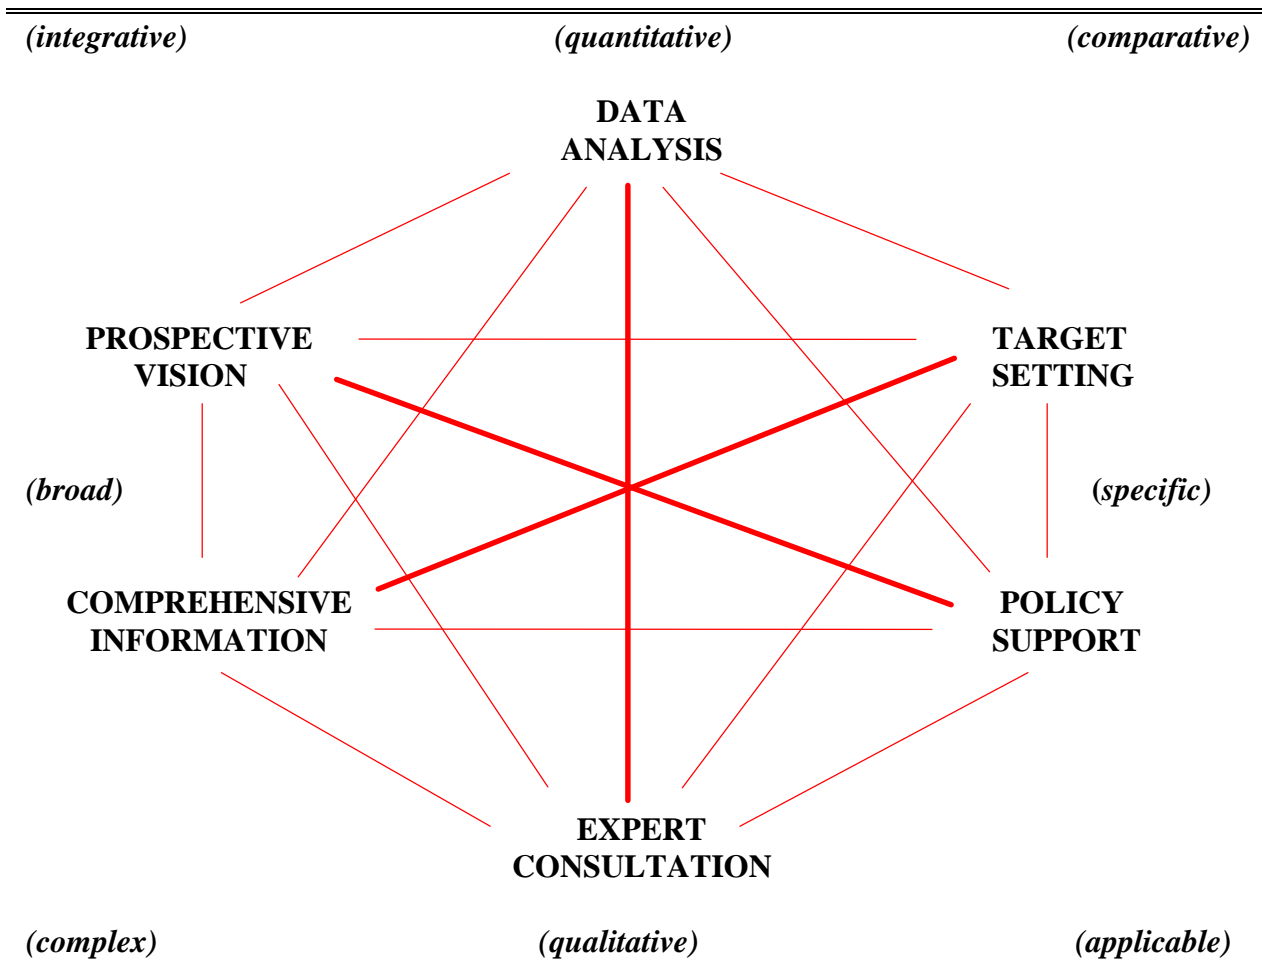 (integrative) (quantitative) (comparative)
DATA
ANALYSIS
PROSPECTIVE
VISION
TARGET
SETTING
(broad) (specific)
COMPREHENSIVE
INFORMATION
POLICY
SUPPORT
EXPERT
CONSULTATION
(complex) (qualitative) (applicable)